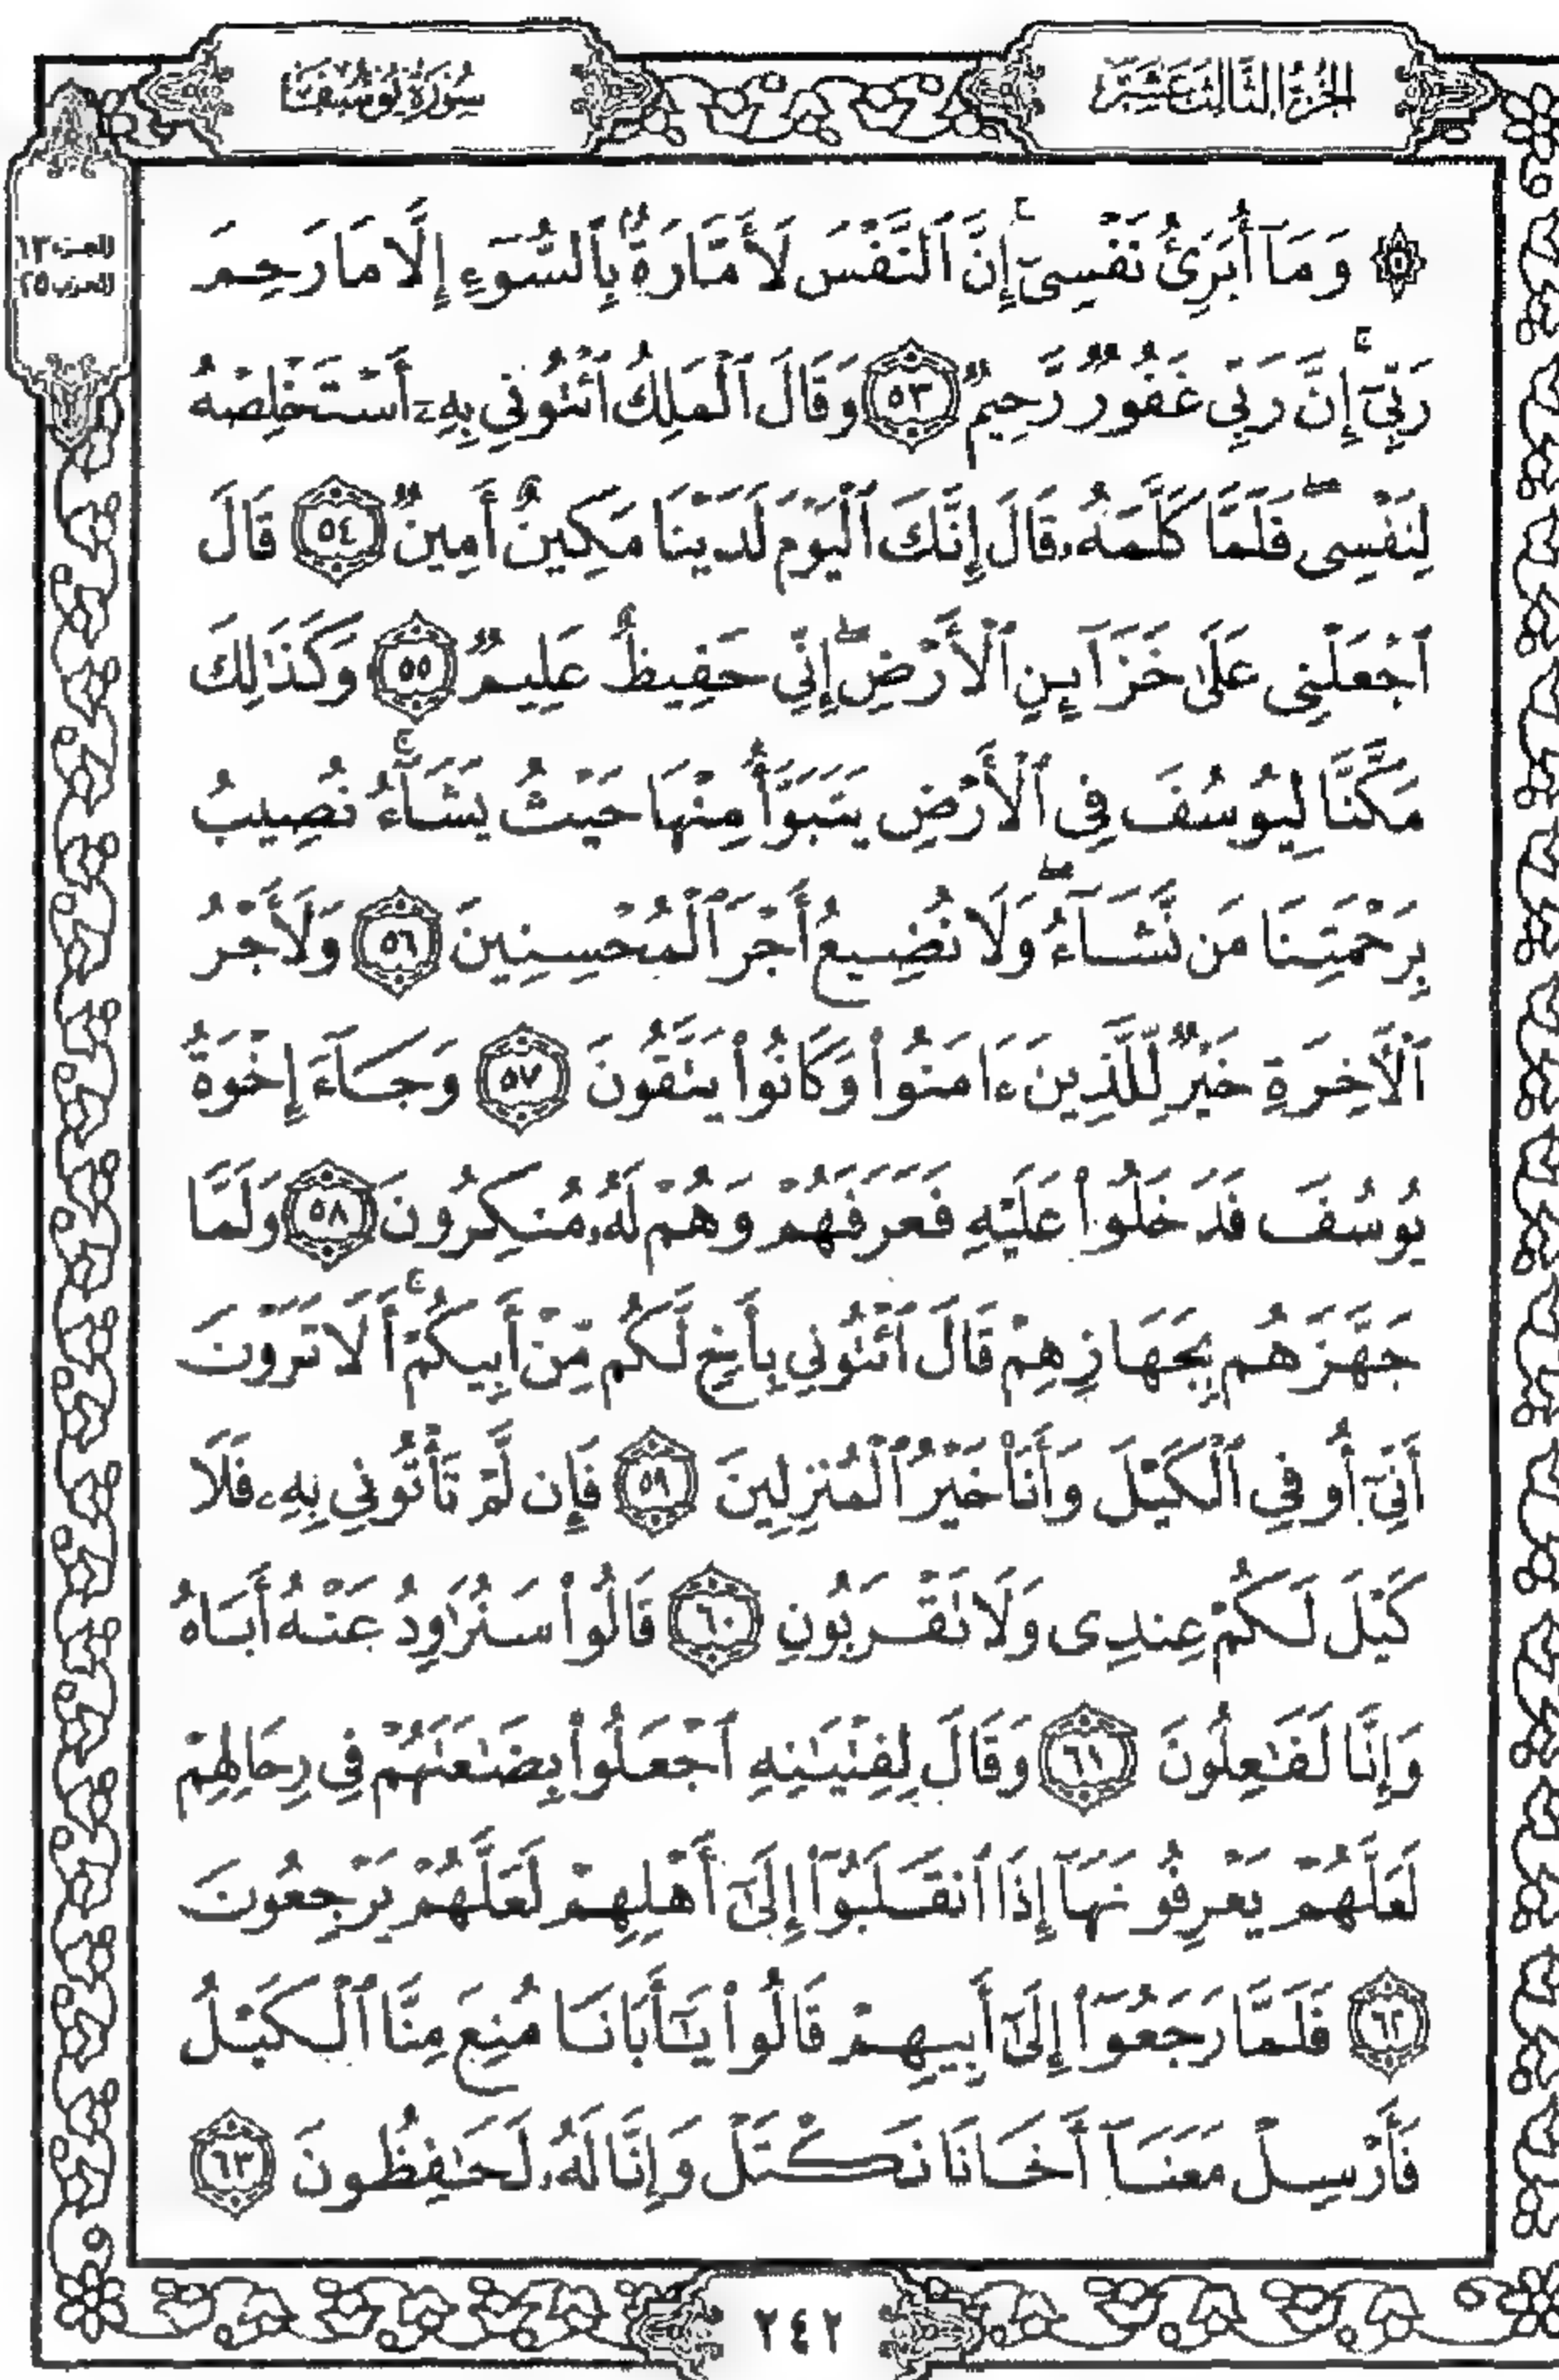 الجزء الثالث عشر
سورة يوسف
الجزء ١٣
الحزب ٢٥
۞ وَمَآ أُبَرِّئُ نَفْسِىٓ ۚ إِنَّ ٱلنَّفْسَ لَأَمَّارَةٌۢ بِٱلسُّوٓءِ إِلَّا مَا رَحِمَ
رَبِّىٓ ۚ إِنَّ رَبِّى غَفُورٌ رَّحِيمٌ ٥٣ وَقَالَ ٱلْمَلِكُ ٱئْتُونِى بِهِۦٓ أَسْتَخْلِصْهُ
لِنَفْسِى ۖ فَلَمَّا كَلَّمَهُۥ قَالَ إِنَّكَ ٱلْيَوْمَ لَدَيْنَا مَكِينٌ أَمِينٌ ٥٤ قَالَ
ٱجْعَلْنِى عَلَىٰ خَزَآئِنِ ٱلْأَرْضِ ۖ إِنِّى حَفِيظٌ عَلِيمٌ ٥٥ وَكَذَٰلِكَ
مَكَّنَّا لِيُوسُفَ فِى ٱلْأَرْضِ يَتَبَوَّأُ مِنْهَا حَيْثُ يَشَآءُ ۚ نُصِيبُ
بِرَحْمَتِنَا مَن نَّشَآءُ ۖ وَلَا نُضِيعُ أَجْرَ ٱلْمُحْسِنِينَ ٥٦ وَلَأَجْرُ
ٱلْأَخِرَةِ خَيْرٌ لِّلَّذِينَ ءَامَنُوا۟ وَكَانُوا۟ يَتَّقُونَ ٥٧ وَجَآءَ إِخْوَةُ
يُوسُفَ فَدَخَلُوا۟ عَلَيْهِ فَعَرَفَهُمْ وَهُمْ لَهُۥ مُنكِرُونَ ٥٨ وَلَمَّا
جَهَّزَهُم بِجَهَازِهِمْ قَالَ ٱئْتُونِى بِأَخٍ لَّكُم مِّنْ أَبِيكُمْ ۚ أَلَا تَرَوْنَ
أَنِّىٓ أُوفِى ٱلْكَيْلَ وَأَنَا۠ خَيْرُ ٱلْمُنزِلِينَ ٥٩ فَإِن لَّمْ تَأْتُونِى بِهِۦ فَلَا
كَيْلَ لَكُمْ عِندِى وَلَا تَقْرَبُونِ ٦٠ قَالُوا۟ سَنُرَٰوِدُ عَنْهُ أَبَاهُ
وَإِنَّا لَفَٰعِلُونَ ٦١ وَقَالَ لِفِتْيَٰنِهِ ٱجْعَلُوا۟ بِضَٰعَتَهُمْ فِى رِحَالِهِمْ
لَعَلَّهُمْ يَعْرِفُونَهَآ إِذَا ٱنقَلَبُوٓا۟ إِلَىٰٓ أَهْلِهِمْ لَعَلَّهُمْ يَرْجِعُونَ
٦٢ فَلَمَّا رَجَعُوٓا۟ إِلَىٰٓ أَبِيهِمْ قَالُوا۟ يَٰٓأَبَانَا مُنِعَ مِنَّا ٱلْكَيْلُ
فَأَرْسِلْ مَعَنَآ أَخَانَا نَكْتَلْ وَإِنَّا لَهُۥ لَحَٰفِظُونَ ٦٣
٢٤٢